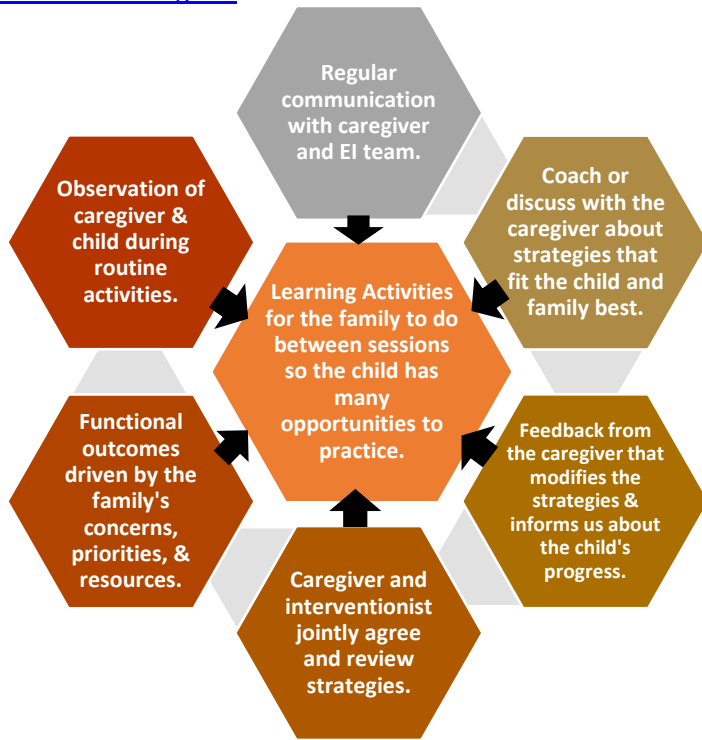 Regular
communication
with caregiver
and EI team.
Observation of
caregiver &
child during
routine
activities.
Coach or
discuss with the
caregiver about
strategies that
fit the child and
family best.
Learning Activities
for the family to do
between sessions
so the child has
many
opportunities to
practice.
Functional
outcomes
driven by the
family's
concerns,
priorities, &
resources.
Feedback from
the caregiver that
modifies the
strategies &
informs us about
the child's
progress.
Caregiver and
interventionist
jointly agree
and review
strategies.